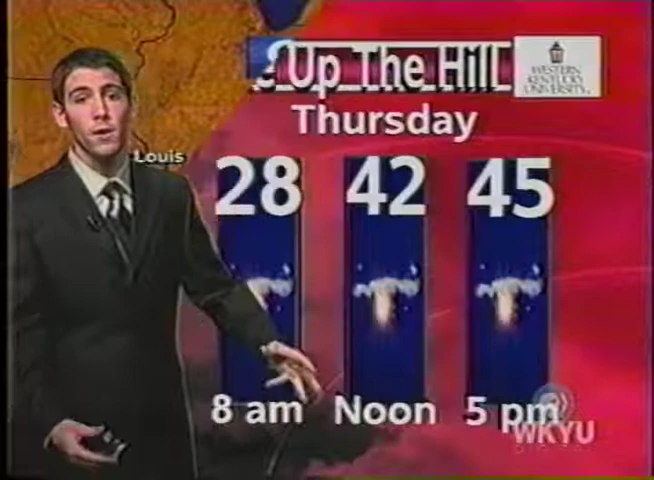 Up The Hill
WESTERN
KENTUCKY
UNIVERSITY
Thursday
Louis
28 42 45
8 am Noon 5 pm
WKYU